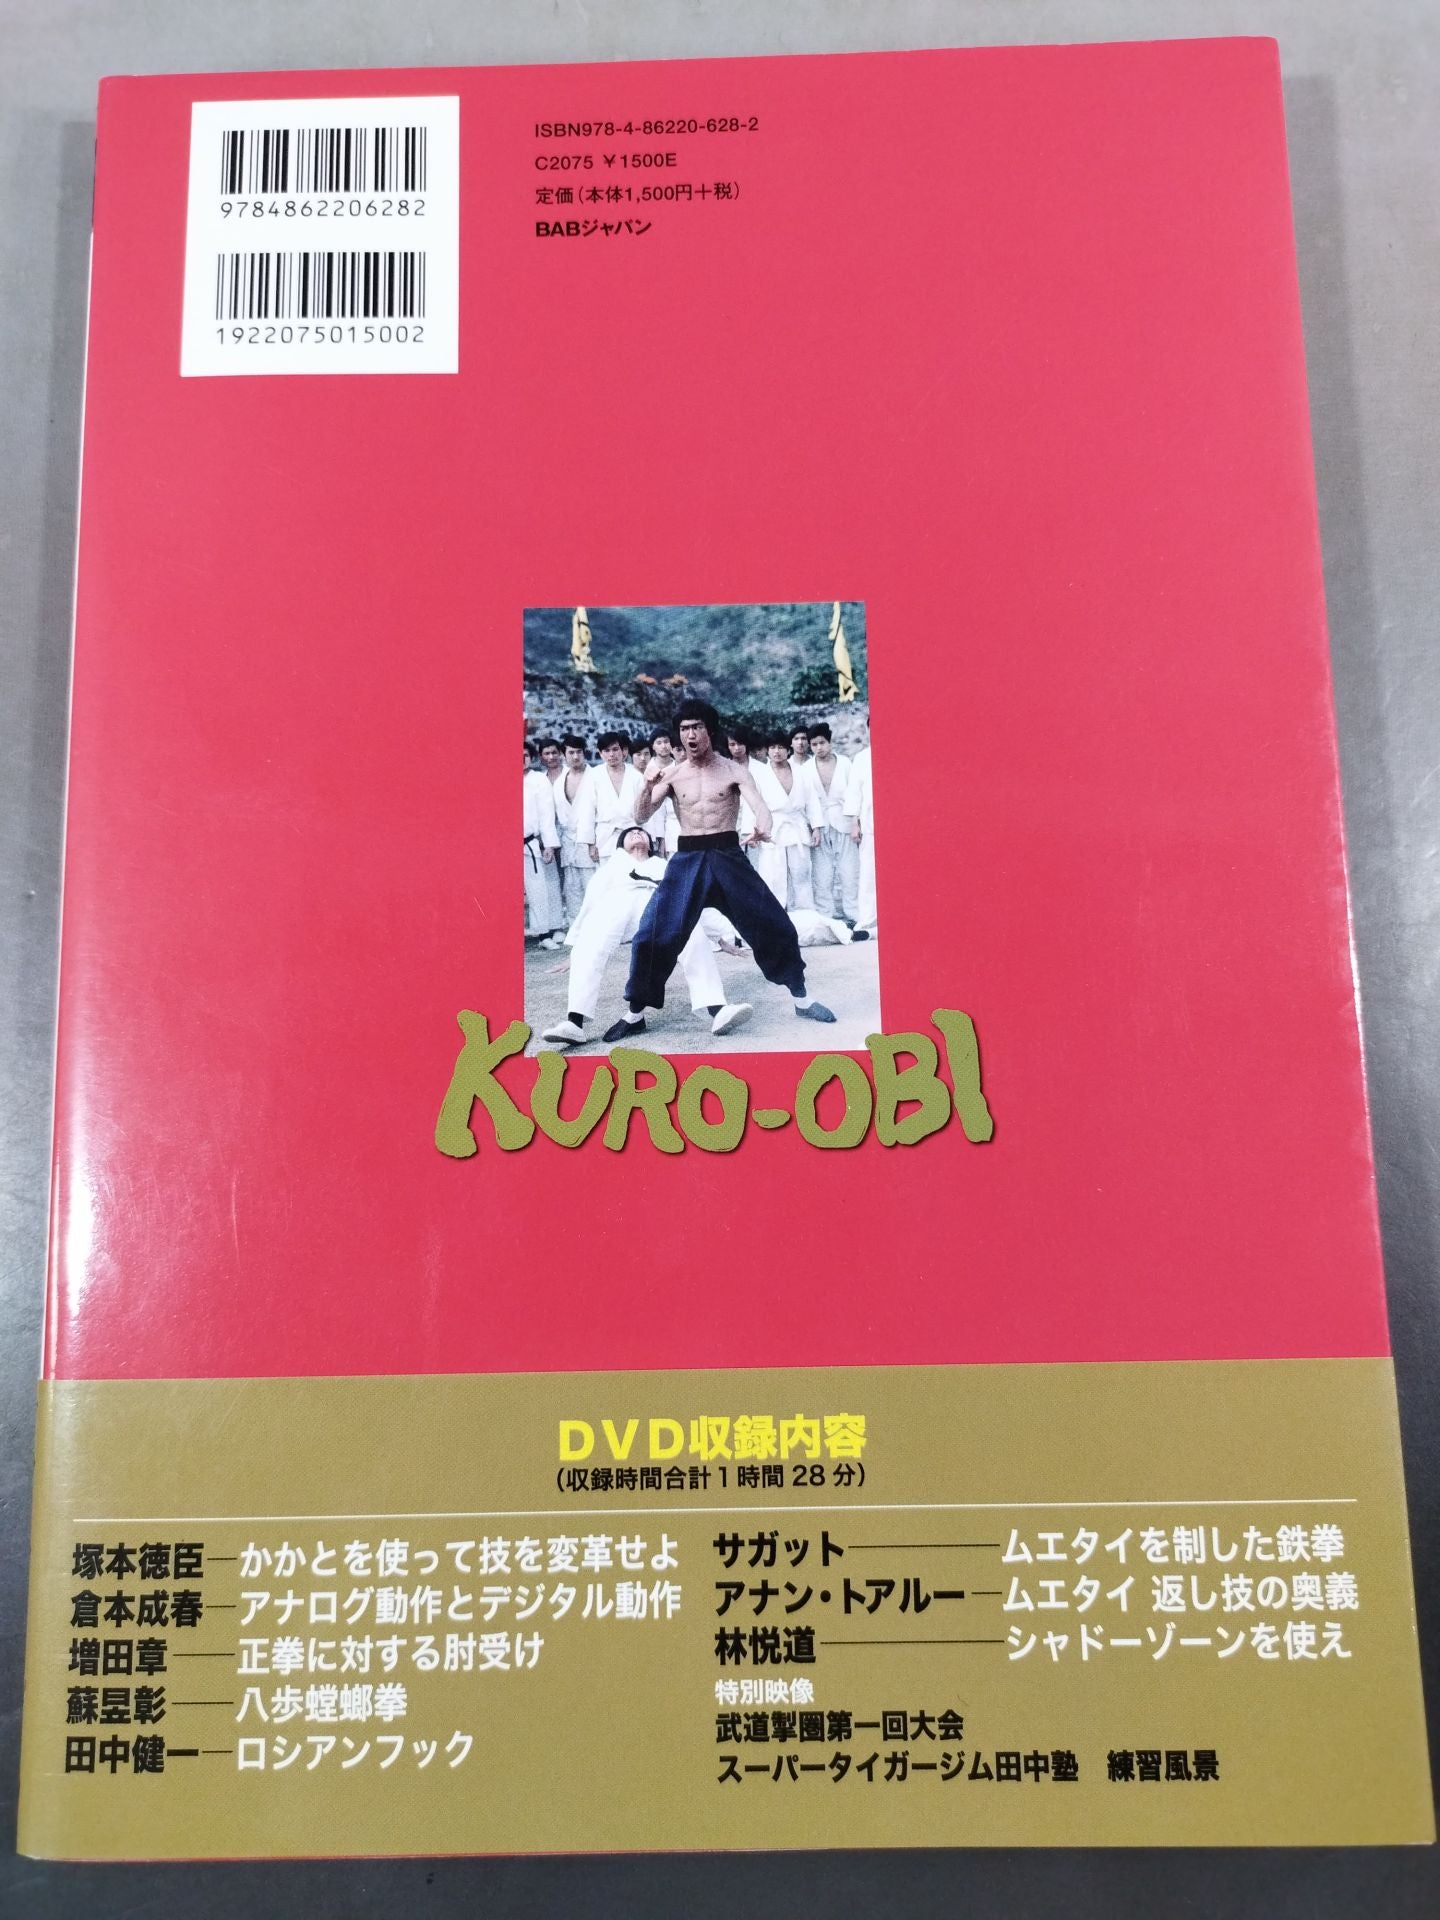 9784862206282
1922075015002
ISBN978-4-86220-628-2
C2075 ￥1500E
定価(本体1,500円+税)
BABジャパン
KURO-OBI
DVD収録内容
(収録時間合計1時間28分)
塚本徳臣―かかとを使って技を変革せよ
倉本成春―アナログ動作とデジタル動作
増田章――正拳に対する肘受け
蘇昱彰――八歩螳螂拳
田中健一―ロシアンフック
サガット―――――ムエタイを制した鉄拳
アナン・トアルー―ムエタイ 返し技の奥義
林悦道――――――シャドーゾーンを使え
特別映像
武道掣圏第一回大会
スーパータイガージム田中塾 練習風景